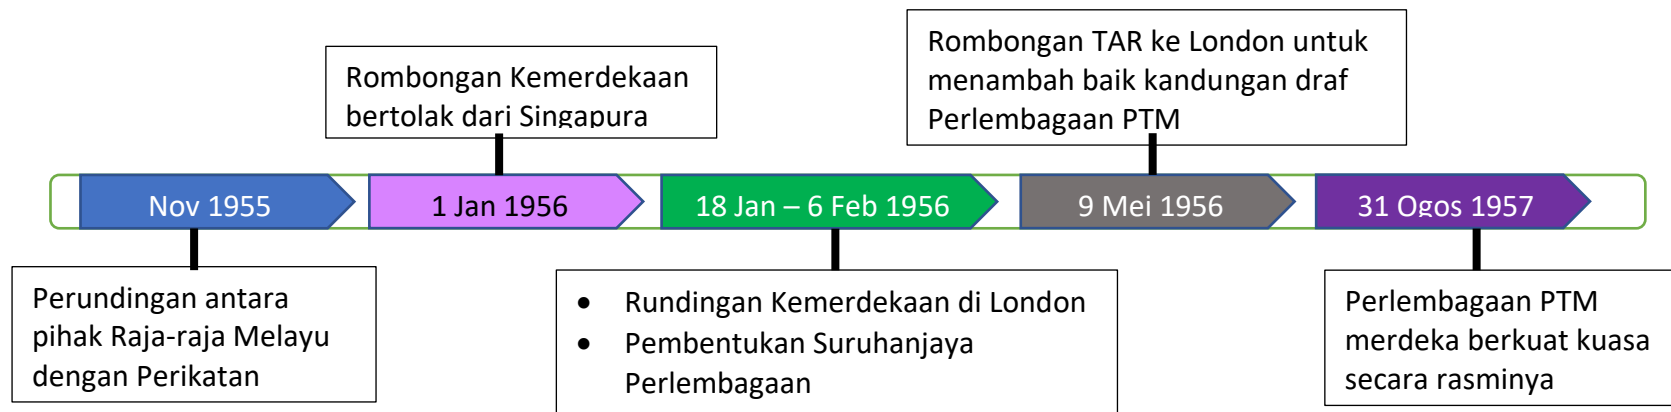 Rombongan TAR ke London untuk
menambah baik kandungan draf
Perlembagaan PTM
Rombongan Kemerdekaan
bertolak dari Singapura
Nov 1955
1 Jan 1956
18 Jan – 6 Feb 1956
9 Mei 1956
31 Ogos 1957
Perundingan antara
pihak Raja-raja Melayu
dengan Perikatan
• Rundingan Kemerdekaan di London
• Pembentukan Suruhanjaya
Perlembagaan
Perlembagaan PTM
merdeka berkuat kuasa
secara rasminya